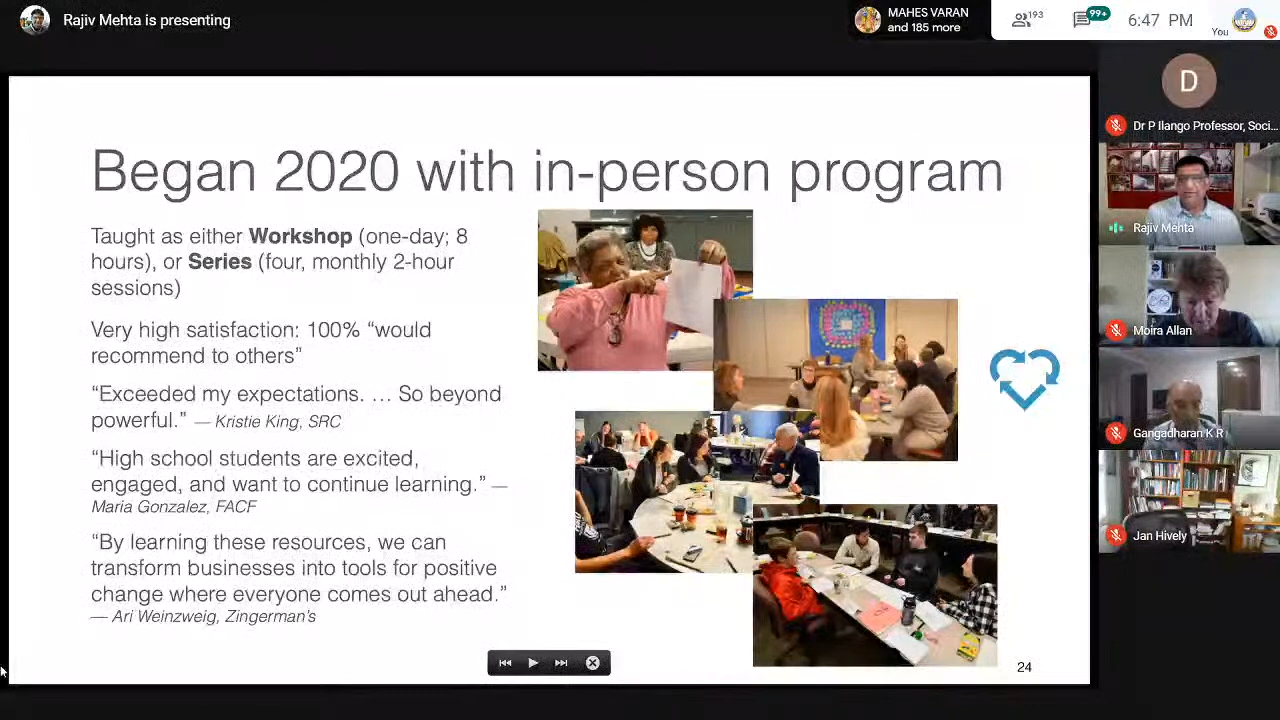 Rajiv Mehta is presenting
MAHES VARAN
and 185 more
193
99+
6:47 PM
You
Began 2020 with in-person program
Taught as either Workshop (one-day; 8
hours), or Series (four, monthly 2-hour
sessions)
Very high satisfaction: 100% “would
recommend to others”
“Exceeded my expectations. … So beyond
powerful.” — Kristie King, SRC
“High school students are excited,
engaged, and want to continue learning.” —
Maria Gonzalez, FACF
“By learning these resources, we can
transform businesses into tools for positive
change where everyone comes out ahead.”
— Ari Weinzweig, Zingerman’s
24
D
Dr P Ilango Professor, Soci...
Rajiv Mehta
Moira Allan
Gangadharan K R
Jan Hively